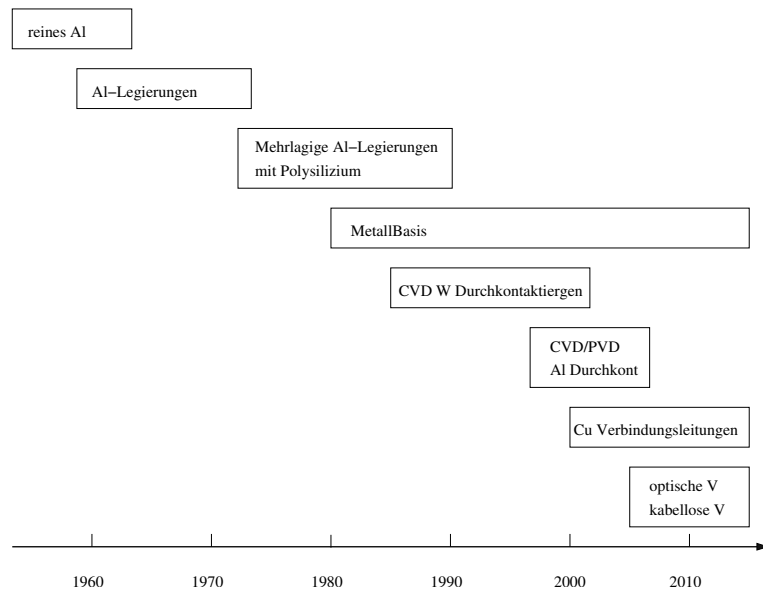 reines Al
Al−Legierungen
Mehrlagige Al−Legierungen
mit Polysilizium
MetallBasis
CVD W Durchkontaktiergen
CVD/PVD
Al Durchkont
Cu Verbindungsleitungen
optische V
kabellose V
1960 1970 1980 1990 2000 2010